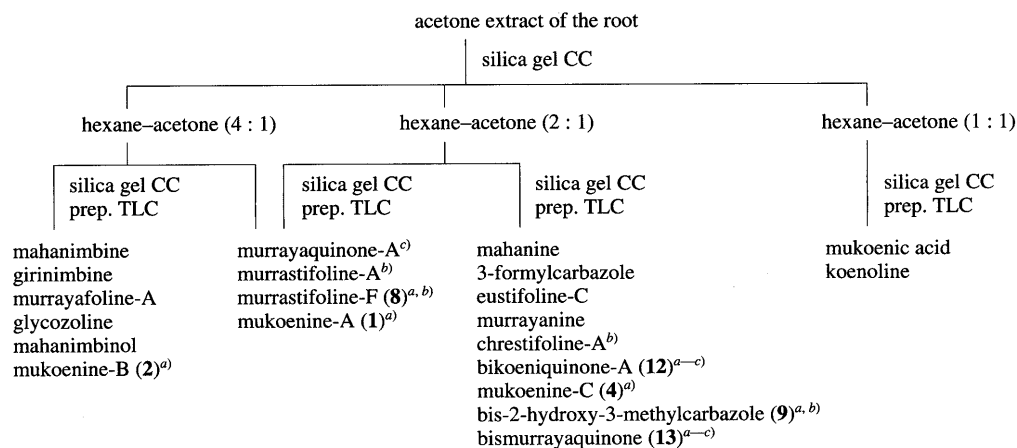 acetone extract of the root
silica gel CC
hexane–acetone (4 : 1)
hexane–acetone (2 : 1)
hexane–acetone (1 : 1)
silica gel CC
prep. TLC
silica gel CC
prep. TLC
silica gel CC
prep. TLC
silica gel CC
prep. TLC
mahanimbine
girinimbine
murrayafoline-A
glycozoline
mahanimbinol
mukoenine-B (2)a)
murrayaquinone-Ac)
murrastifoline-Ab)
murrastifoline-F (8)a, b)
mukoenine-A (1)a)
mahanine
3-formylcarbazole
eustifoline-C
murrayanine
chrestifoline-Ab)
bikoeniquinone-A (12)a—c)
mukoenine-C (4)a)
bis-2-hydroxy-3-methylcarbazole (9)a, b)
bismurrayaquinone (13)a—c)
mukoenic acid
koenoline